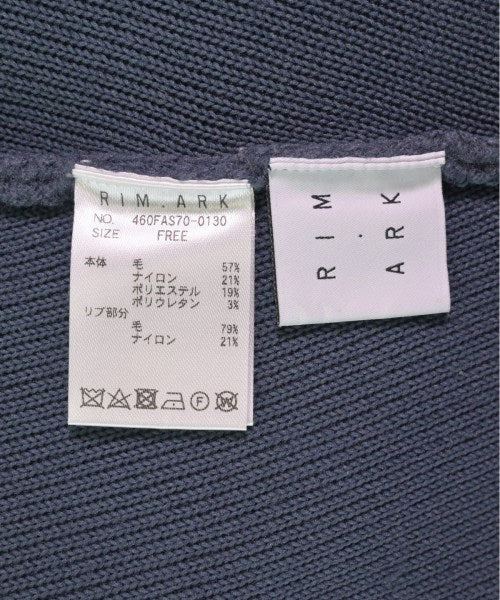 RIM.ARK
NO. 460FAS70-0130
SIZE FREE
本体 毛 57%
ナイロン 21%
ポリエステル 19%
ポリウレタン 3%
リブ部分
毛 79%
ナイロン 21%
F W
RIM
.
ARK